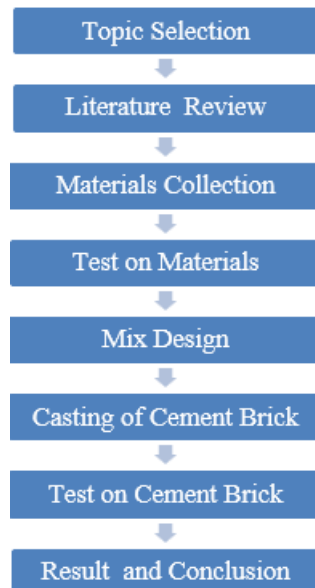 Topic Selection
Literature Review
Materials Collection
Test on Materials
Mix Design
Casting of Cement Brick
Test on Cement Brick
Result and Conclusion